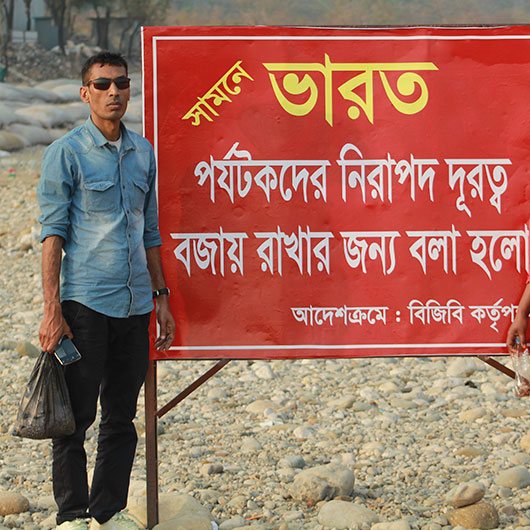 সামনে ভারত
পর্যটকদের নিরাপদ দূরত্ব
বজায় রাখার জন্য বলা হলো
আদেশক্রমে : বিজিবি